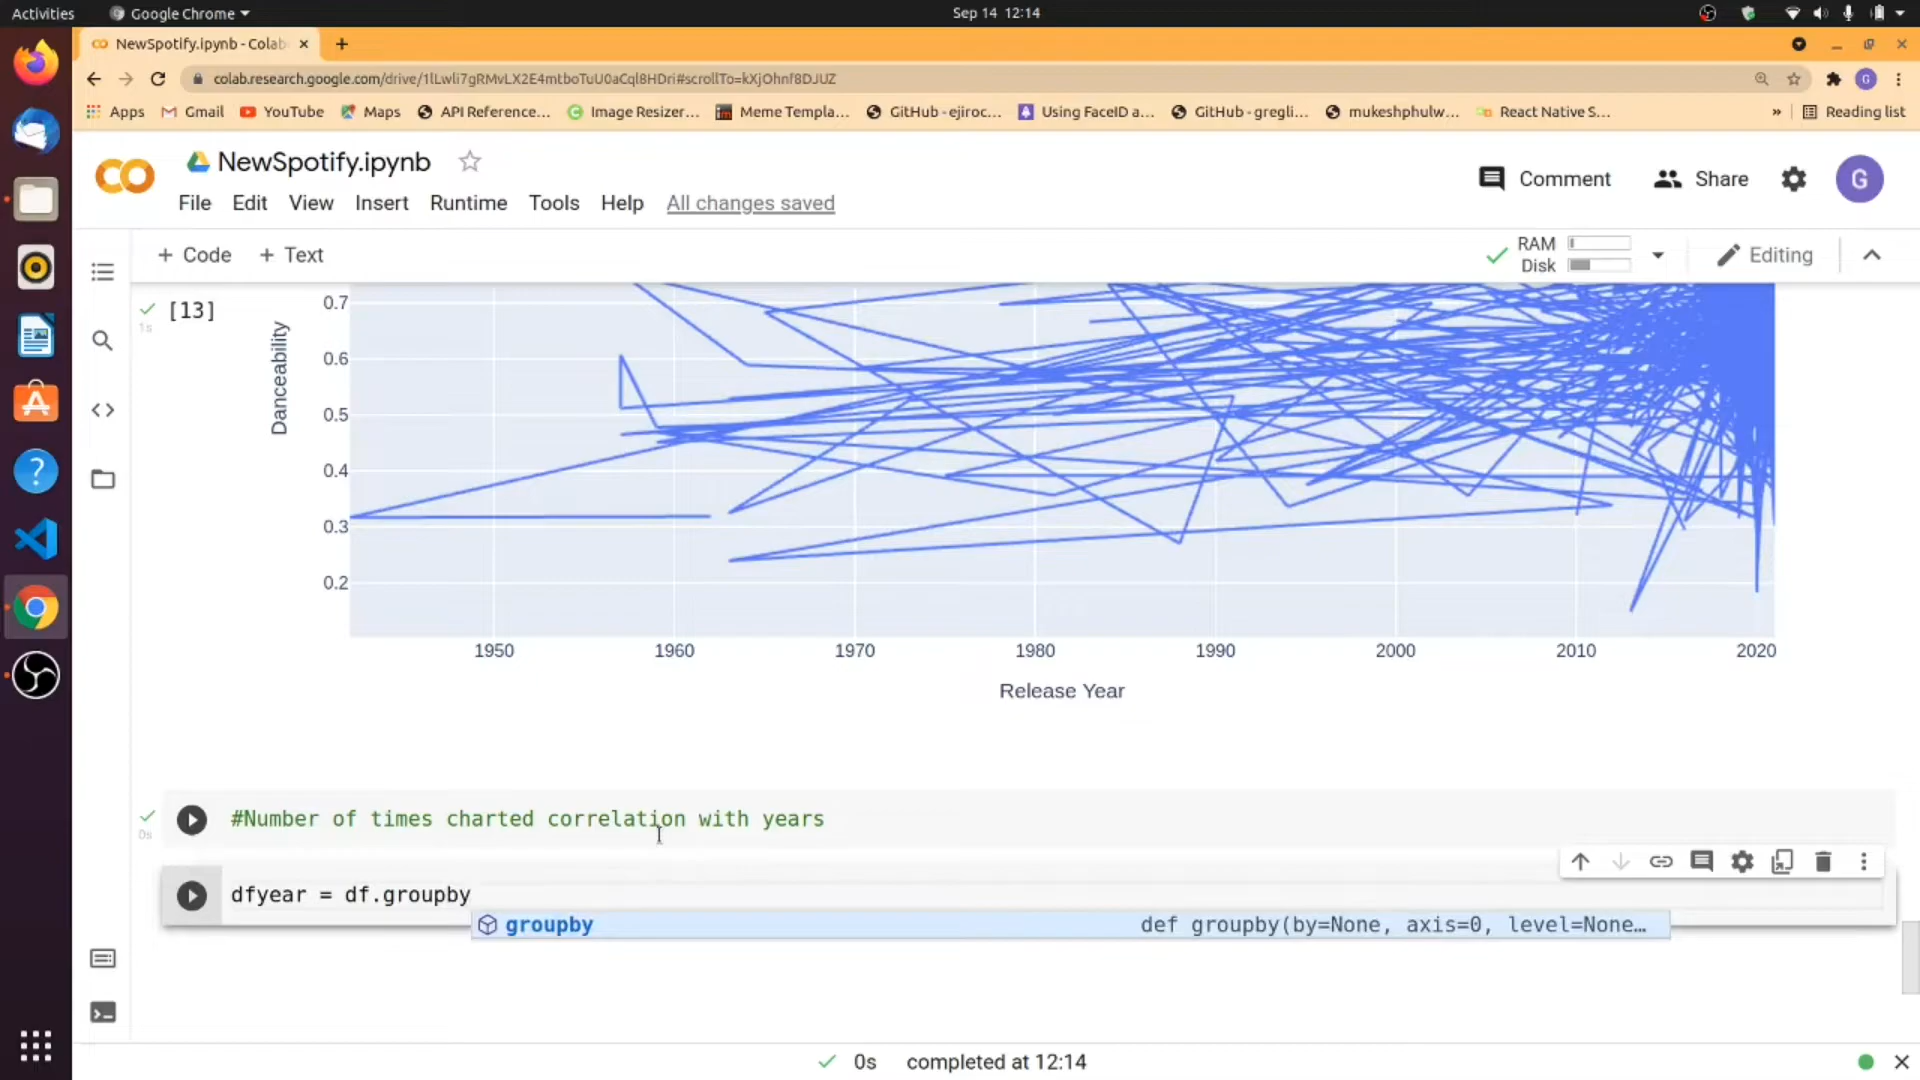 Activities
Google Chrome
Sep 14 12:14
NewSpotify.ipynb - Colab
colab.research.google.com/drive/1lLwli7gRMvLX2E4mtboTuU0aCql8HDri#scrollTo=kXjOhnf8DJUZ
G
Apps
Gmail
YouTube
Maps
API Reference...
Image Resizer...
Meme Templa...
GitHub - ejiroc...
Using FaceID a...
GitHub - gregli...
mukeshphulw...
React Native S...
»
Reading list
NewSpotify.ipynb
File Edit View Insert Runtime Tools Help All changes saved
Comment
Share
G
+ Code + Text
RAM
Disk
Editing
[13]
1s
Danceability
0.7
0.6
0.5
0.4
0.3
0.2
1950 1960 1970 1980 1990 2000 2010 2020
Release Year
0s
#Number of times charted correlation with years
dfyear = df.groupby
groupby def groupby(by=None, axis=0, level=None…
0s completed at 12:14